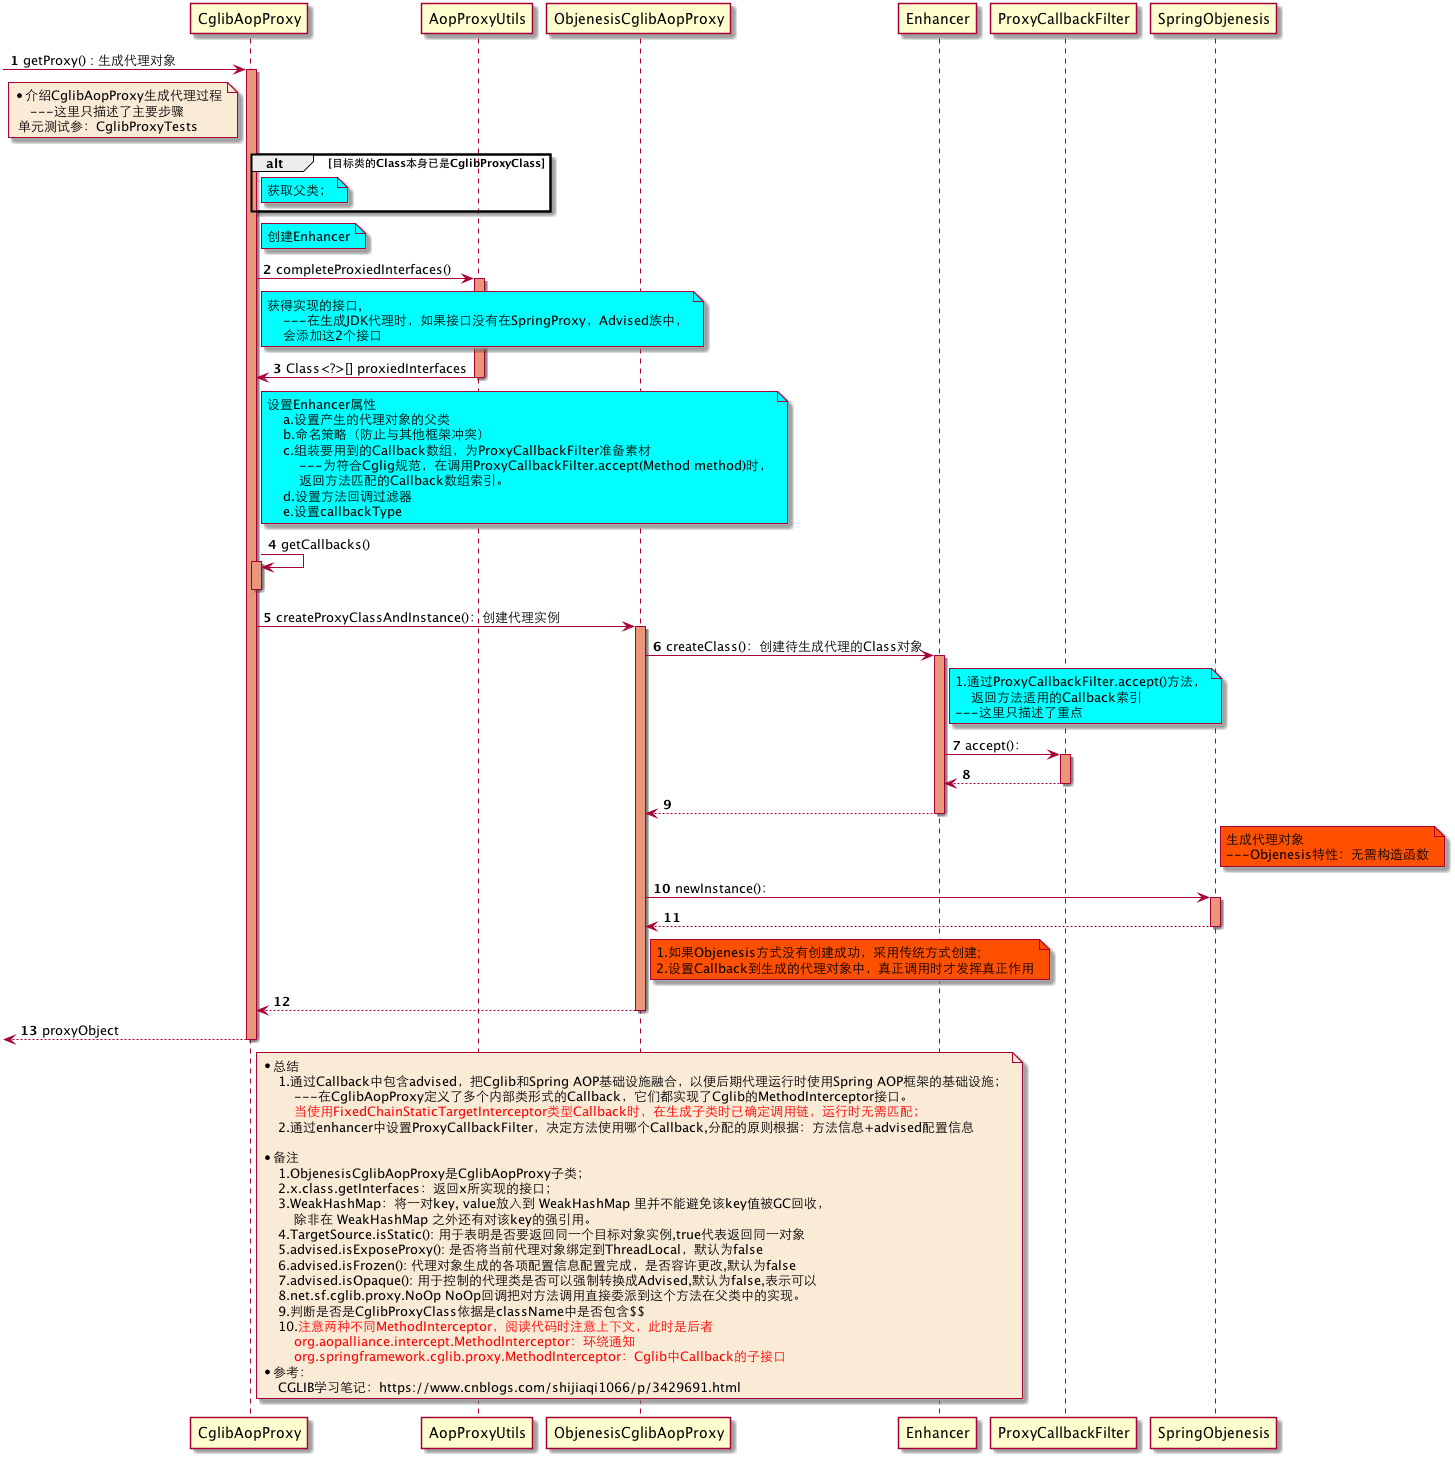 CglibAopProxy
AopProxyUtils
ObjenesisCglibAopProxy
Enhancer
ProxyCallbackFilter
SpringObjenesis
1 getProxy() : 生成代理对象
• 介绍CglibAopProxy生成代理过程
---这里只描述了主要步骤
单元测试参：CglibProxyTests
alt [目标类的Class本身已是CglibProxyClass]
获取父类；
创建Enhancer
2 completeProxiedInterfaces()
获得实现的接口，
---在生成JDK代理时，如果接口没有在SpringProxy，Advised族中，
会添加这2个接口
3 Class<?>[] proxiedInterfaces
设置Enhancer属性
a.设置产生的代理对象的父类
b.命名策略（防止与其他框架冲突）
c.组装要用到的Callback数组，为ProxyCallbackFilter准备素材
---为符合Cglig规范，在调用ProxyCallbackFilter.accept(Method method)时，
返回方法匹配的Callback数组索引。
d.设置方法回调过滤器
e.设置callbackType
4 getCallbacks()
5 createProxyClassAndInstance()：创建代理实例
6 createClass()：创建待生成代理的Class对象
1.通过ProxyCallbackFilter.accept()方法，
返回方法适用的Callback索引
---这里只描述了重点
7 accept()：
8
9
生成代理对象
---Objenesis特性：无需构造函数
10 newInstance()：
11
1.如果Objenesis方式没有创建成功，采用传统方式创建;
2.设置Callback到生成的代理对象中，真正调用时才发挥真正作用
12
13 proxyObject
• 总结
1.通过Callback中包含advised，把Cglib和Spring AOP基础设施融合，以便后期代理运行时使用Spring AOP框架的基础设施；
---在CglibAopProxy定义了多个内部类形式的Callback，它们都实现了Cglib的MethodInterceptor接口。
当使用FixedChainStaticTargetInterceptor类型Callback时，在生成子类时已确定调用链，运行时无需匹配；
2.通过enhancer中设置ProxyCallbackFilter，决定方法使用哪个Callback,分配的原则根据：方法信息+advised配置信息
• 备注
1.ObjenesisCglibAopProxy是CglibAopProxy子类；
2.x.class.getInterfaces：返回x所实现的接口；
3.WeakHashMap：将一对key, value放入到 WeakHashMap 里并不能避免该key值被GC回收，
除非在 WeakHashMap 之外还有对该key的强引用。
4.TargetSource.isStatic(): 用于表明是否要返回同一个目标对象实例,true代表返回同一对象
5.advised.isExposeProxy(): 是否将当前代理对象绑定到ThreadLocal，默认为false
6.advised.isFrozen(): 代理对象生成的各项配置信息配置完成，是否容许更改,默认为false
7.advised.isOpaque(): 用于控制的代理类是否可以强制转换成Advised,默认为false,表示可以
8.net.sf.cglib.proxy.NoOp NoOp回调把对方法调用直接委派到这个方法在父类中的实现。
9.判断是否是CglibProxyClass依据是className中是否包含$$
10.注意两种不同MethodInterceptor，阅读代码时注意上下文，此时是后者
org.aopalliance.intercept.MethodInterceptor：环绕通知
org.springframework.cglib.proxy.MethodInterceptor：Cglib中Callback的子接口
• 参考：
CGLIB学习笔记：https://www.cnblogs.com/shijiaqi1066/p/3429691.html
CglibAopProxy
AopProxyUtils
ObjenesisCglibAopProxy
Enhancer
ProxyCallbackFilter
SpringObjenesis